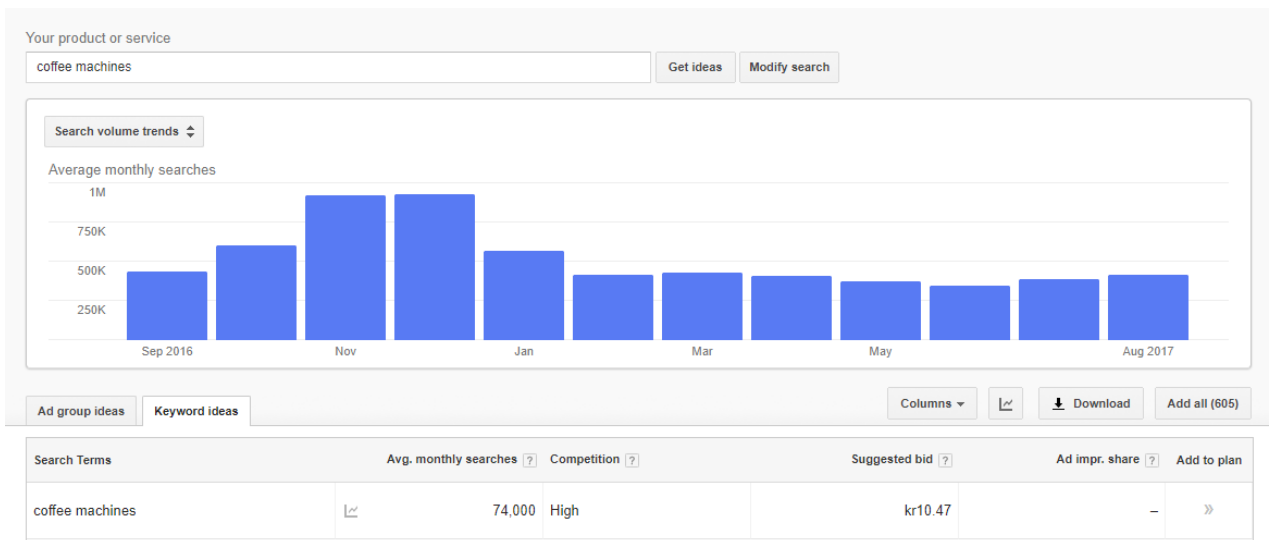 Your product or service
coffee machines Get ideas Modify search
Search volume trends
Average monthly searches
1M
750K
500K
250K
Sep 2016 Nov Jan Mar May Aug 2017
Ad group ideas Keyword ideas Columns Download Add all (605)
Search Terms Avg. monthly searches ? Competition ? Suggested bid ? Ad impr. share ? Add to plan
coffee machines 74,000 High kr10.47 – »